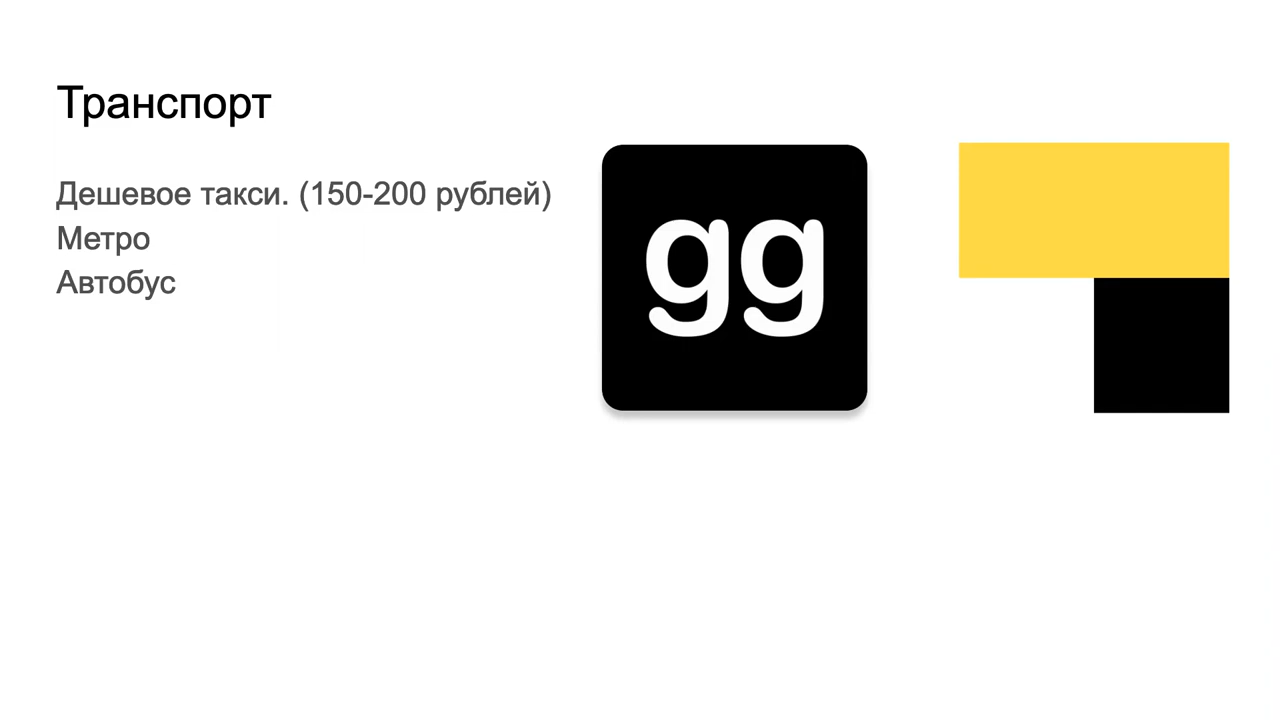 Транспорт
Дешевое такси. (150-200 рублей)
Метро
Автобус
gg